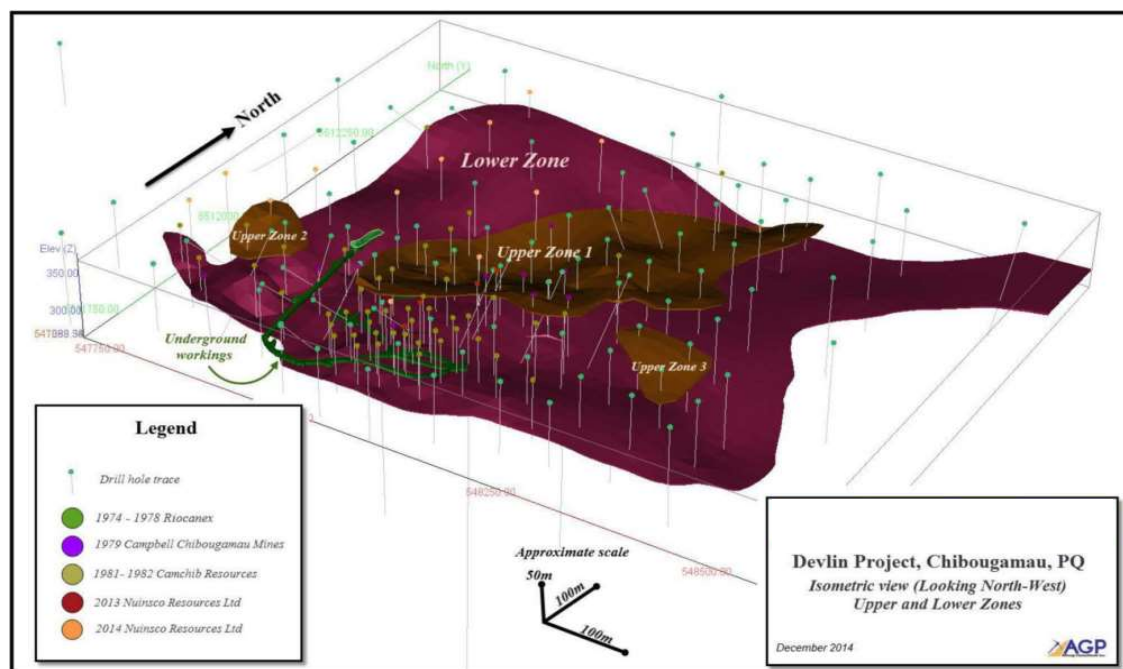 North
North (Y)
5512250.00
Lower Zone
Upper Zone 2
Upper Zone 1
Elev (Z)
350.00
300.00
547750.00
Underground
workings
Upper Zone 3
548250.00
548500.00
Legend
Drill hole trace
1974 - 1978 Riocanex
1979 Campbell Chibougamau Mines
1981- 1982 Camchib Resources
2013 Nuinsco Resources Ltd
2014 Nuinsco Resources Ltd
Approximate scale
50m
100m
100m
Devlin Project, Chibougamau, PQ
Isometric view (Looking North-West)
Upper and Lower Zones
December 2014
AGP